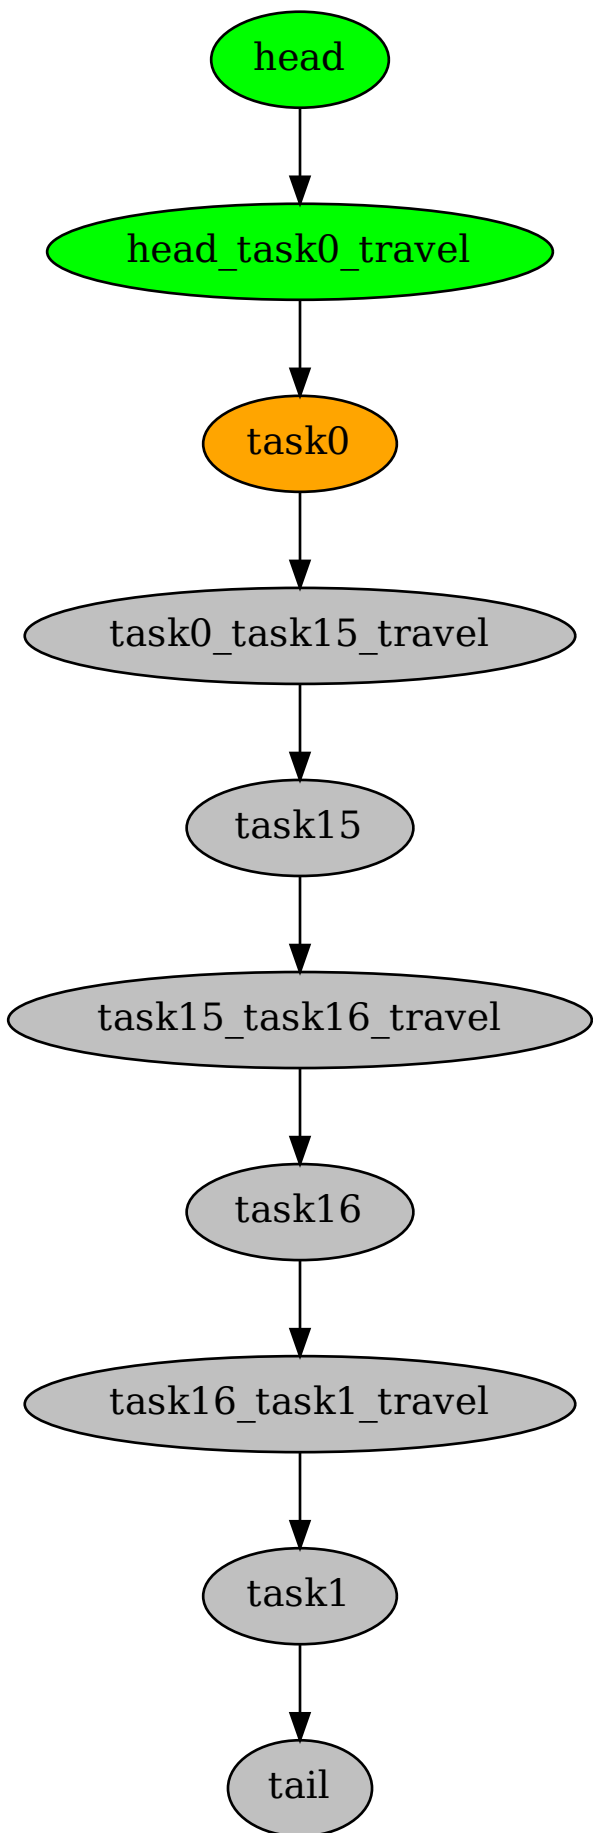 head
head_task0_travel
task0
task0_task15_travel
task15
task15_task16_travel
task16
task16_task1_travel
task1
tail